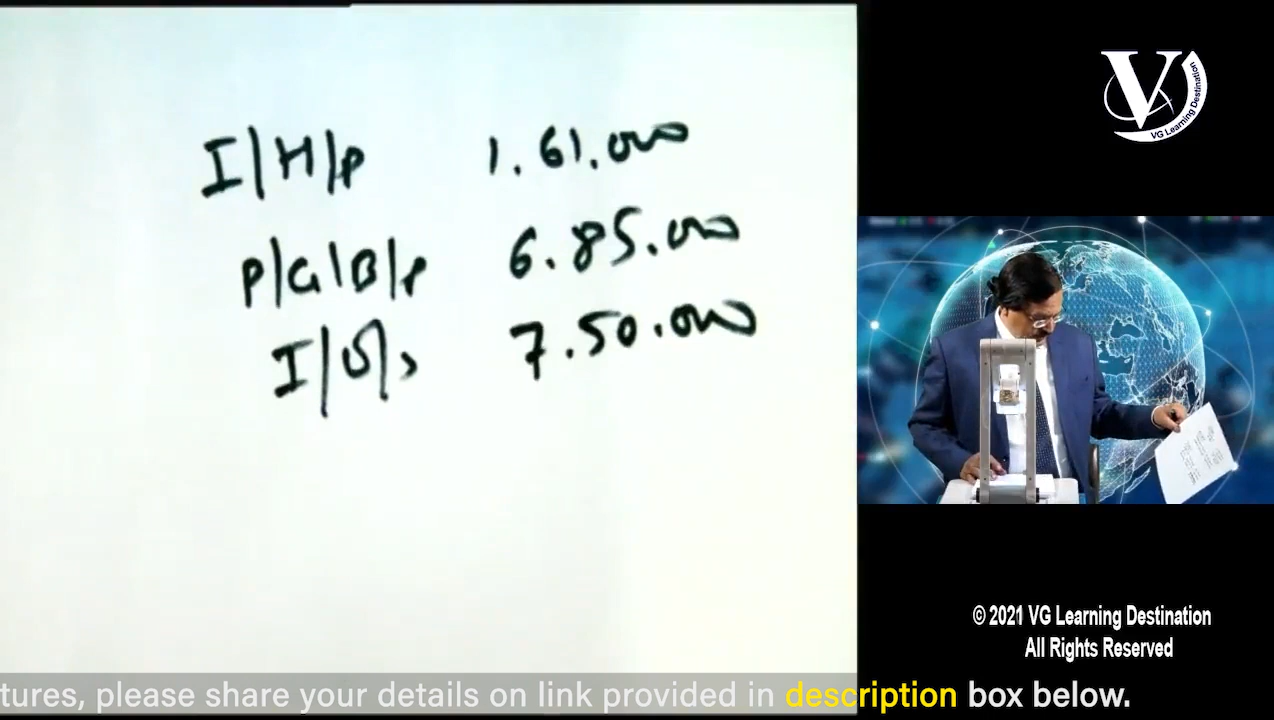 I/H/P 1.61.000
P/G/B/P 6.85.000
I/O/s 7.50.000
V
VG Learning Destination
© 2021 VG Learning Destination
All Rights Reserved
tures, please share your details on link provided in description box below.